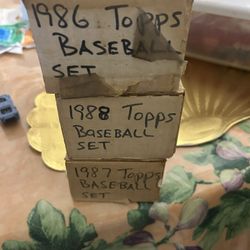 1986 Topps
Baseball
Set
1988 Topps
Baseball
Set
1987 Topps
Baseball
Set